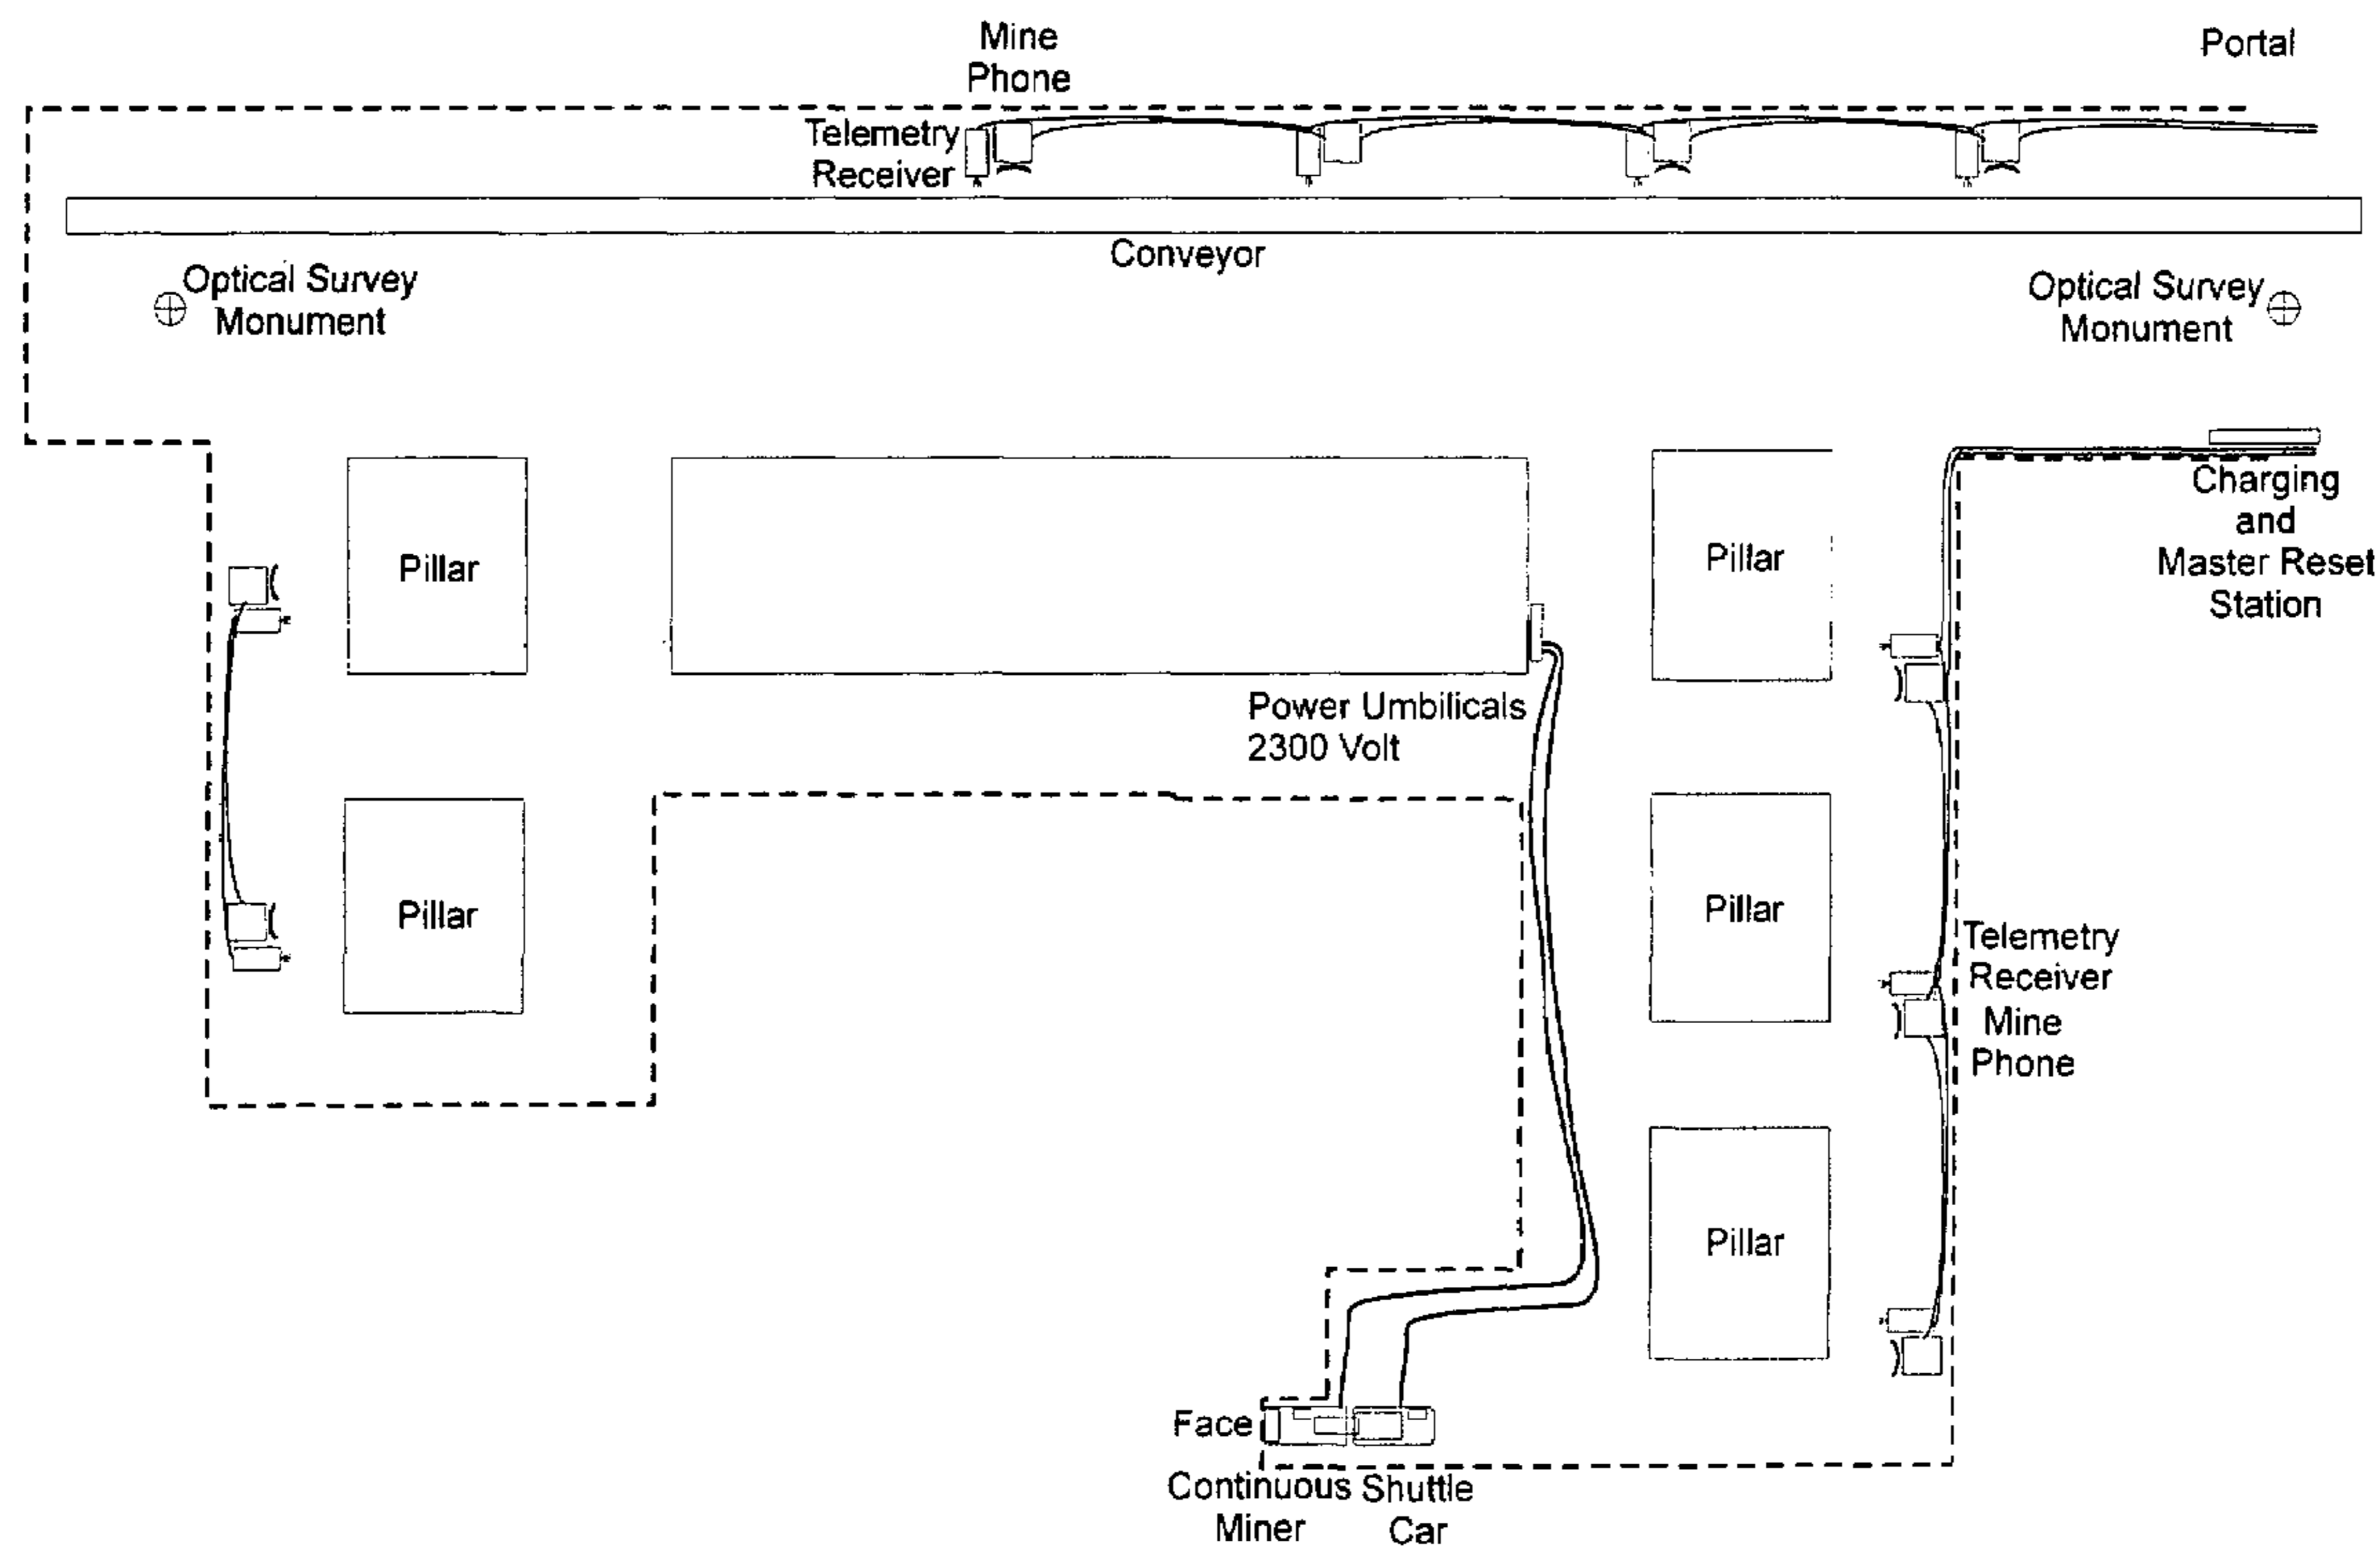 Mine
Phone
Portal
Telemetry
Receiver
Conveyor
Optical Survey
Monument
Optical Survey
Monument
Charging
and
Master Reset
Station
Pillar
Pillar
Power Umbilicals
2300 Volt
Pillar
Pillar
Telemetry
Receiver
Mine
Phone
Pillar
Face
Continuous
Miner
Shuttle
Car